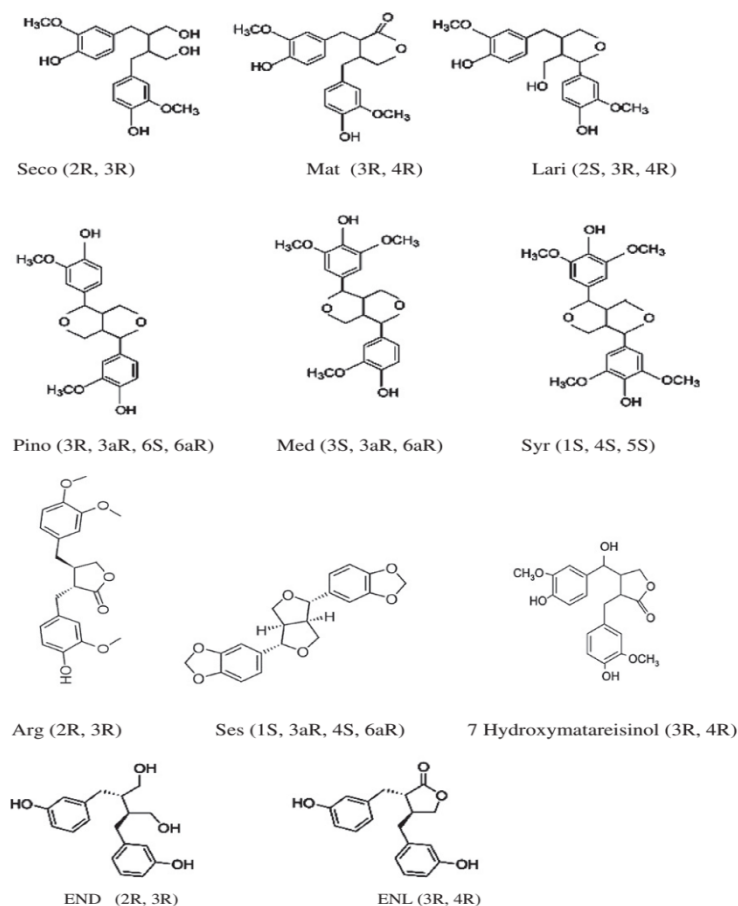 H₃CO OH
OH
HO
OCH₃
OH
Seco (2R, 3R)
O
H₃CO
O
HO
OCH₃
OH
Mat (3R, 4R)
H₃CO
O
HO
HO
OCH₃
OH
Lari (2S, 3R, 4R)
OH
H₃CO
O O
H₃CO
OH
Pino (3R, 3aR, 6S, 6aR)
OH
H₃CO OCH₃
O O
H₃CO
OH
Med (3S, 3aR, 6aR)
OH
H₃CO OCH₃
O O
H₃CO OCH₃
OH
Syr (1S, 4S, 5S)
O
O
O
O
O
OH
Arg (2R, 3R)
O
O
O
H H
O
O
O
Ses (1S, 3aR, 4S, 6aR)
OH
H₃CO
O
HO
O
OCH₃
OH
7 Hydroxymatareisinol (3R, 4R)
OH
HO
OH
OH
END (2R, 3R)
O
HO
O
OH
ENL (3R, 4R)